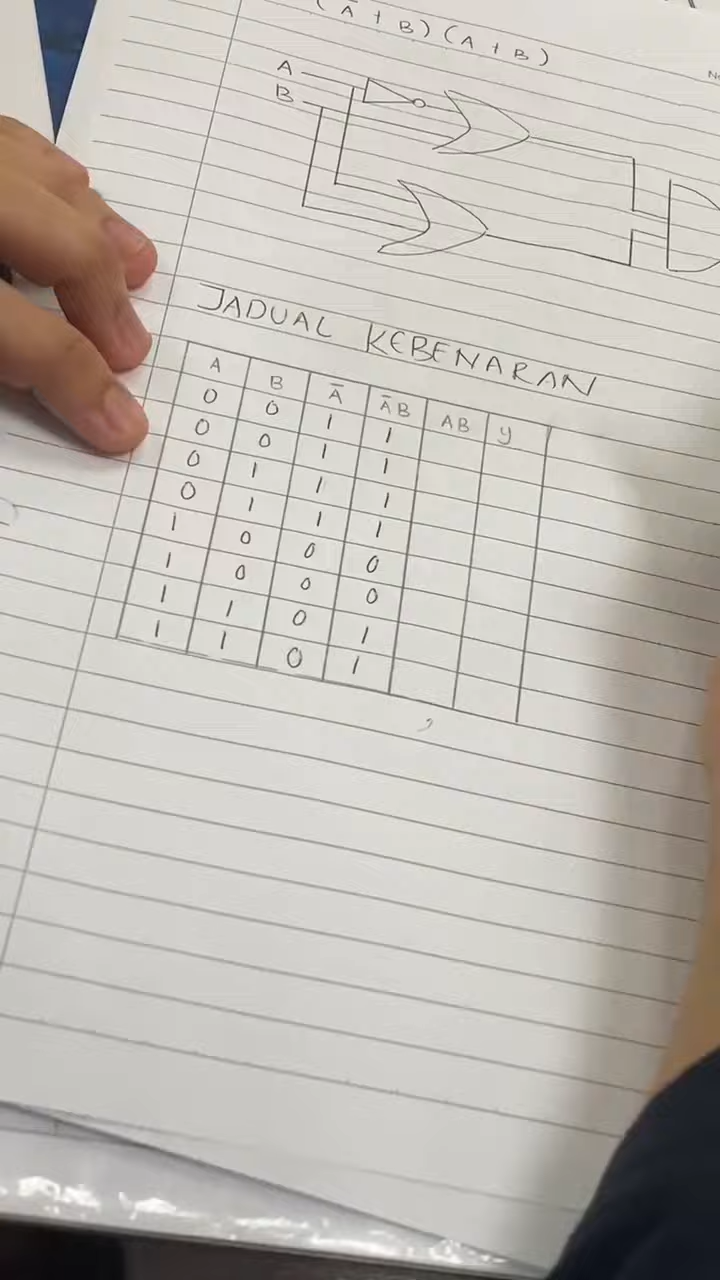 (Ā + B) (A + B)
A
B
JADUAL KEBENARAN
A B Ā ĀB AB y
0 0 1 1
0 0 1 1
0 1 1 1
0 1 1 1
1 0 0 0
1 0 0 0
1 1 0 1
1 1 0 1